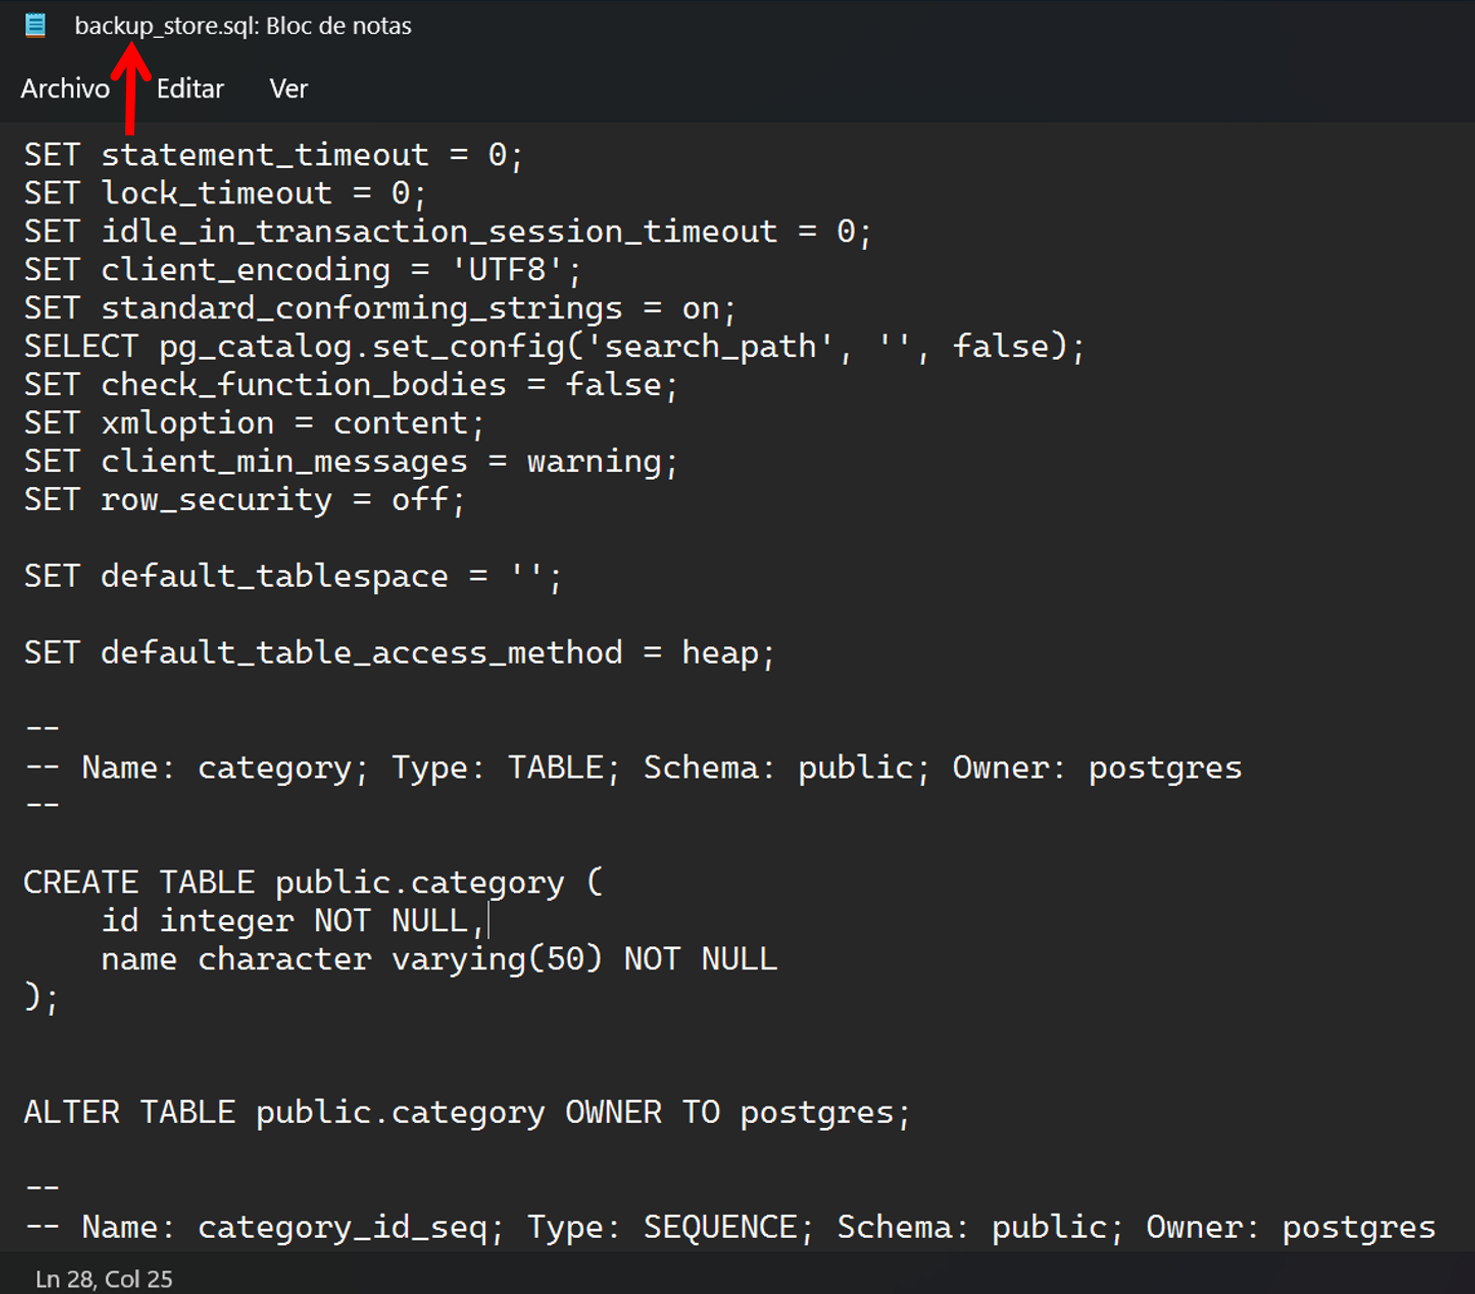 backup_store.sql: Bloc de notas
Archivo Editar Ver
SET statement_timeout = 0;
SET lock_timeout = 0;
SET idle_in_transaction_session_timeout = 0;
SET client_encoding = 'UTF8';
SET standard_conforming_strings = on;
SELECT pg_catalog.set_config('search_path', '', false);
SET check_function_bodies = false;
SET xmloption = content;
SET client_min_messages = warning;
SET row_security = off;
SET default_tablespace = '';
SET default_table_access_method = heap;
--
-- Name: category; Type: TABLE; Schema: public; Owner: postgres
--
CREATE TABLE public.category (
    id integer NOT NULL,
    name character varying(50) NOT NULL
);
ALTER TABLE public.category OWNER TO postgres;
--
-- Name: category_id_seq; Type: SEQUENCE; Schema: public; Owner: postgres
Ln 28, Col 25